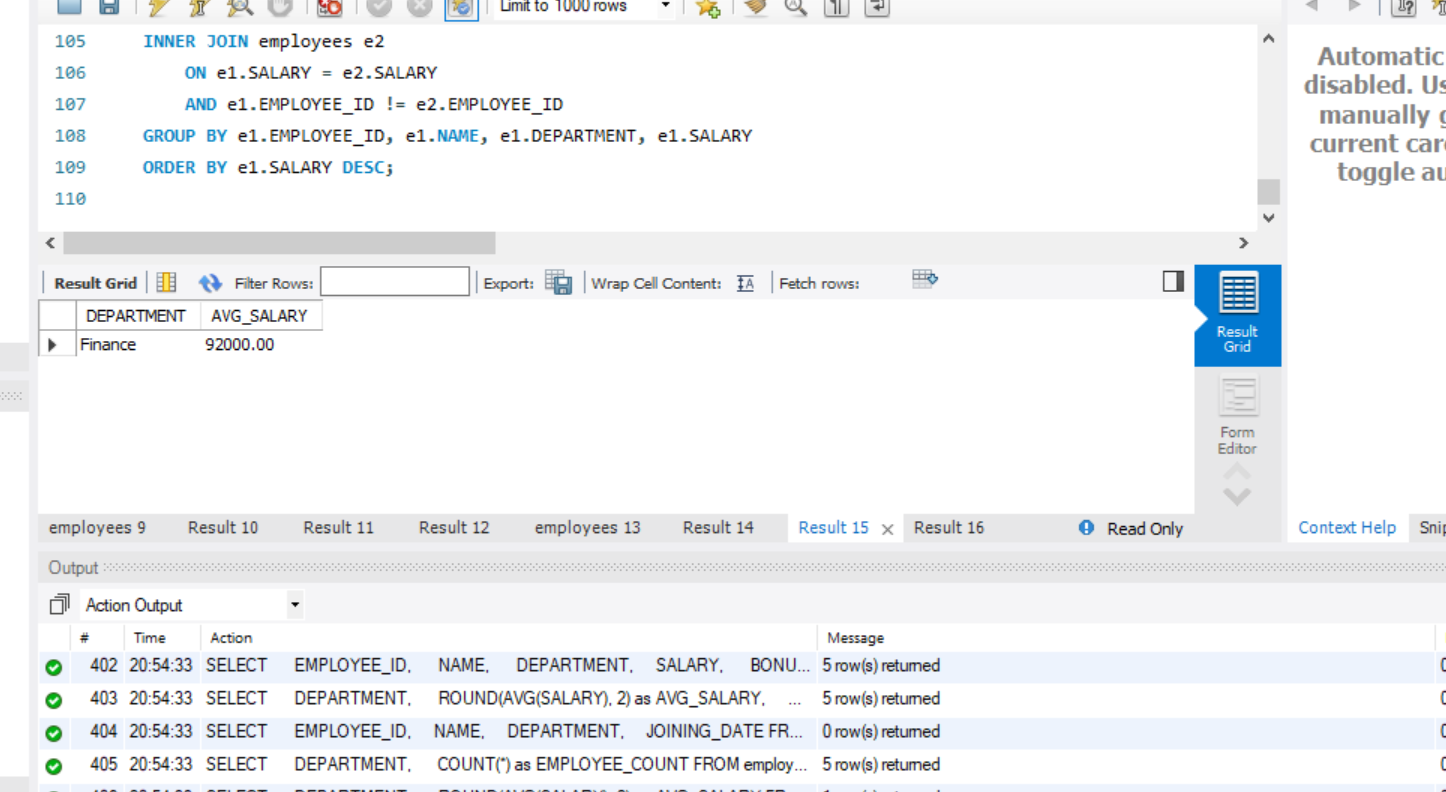 Limit to 1000 rows
105 INNER JOIN employees e2
106 ON e1.SALARY = e2.SALARY
107 AND e1.EMPLOYEE_ID != e2.EMPLOYEE_ID
108 GROUP BY e1.EMPLOYEE_ID, e1.NAME, e1.DEPARTMENT, e1.SALARY
109 ORDER BY e1.SALARY DESC;
110
Automatic
disabled. Us
manually g
current car
toggle au
Result Grid Filter Rows: Export: Wrap Cell Content: Fetch rows:
DEPARTMENT AVG_SALARY
Finance 92000.00
Result
Grid
Form
Editor
employees 9 Result 10 Result 11 Result 12 employees 13 Result 14 Result 15 Result 16 Read Only
Context Help Snip
Output
Action Output
# Time Action Message
402 20:54:33 SELECT EMPLOYEE_ID, NAME, DEPARTMENT, SALARY, BONU... 5 row(s) returned
403 20:54:33 SELECT DEPARTMENT, ROUND(AVG(SALARY), 2) as AVG_SALARY, ... 5 row(s) returned
404 20:54:33 SELECT EMPLOYEE_ID, NAME, DEPARTMENT, JOINING_DATE FR... 0 row(s) returned
405 20:54:33 SELECT DEPARTMENT, COUNT(*) as EMPLOYEE_COUNT FROM employ... 5 row(s) returned